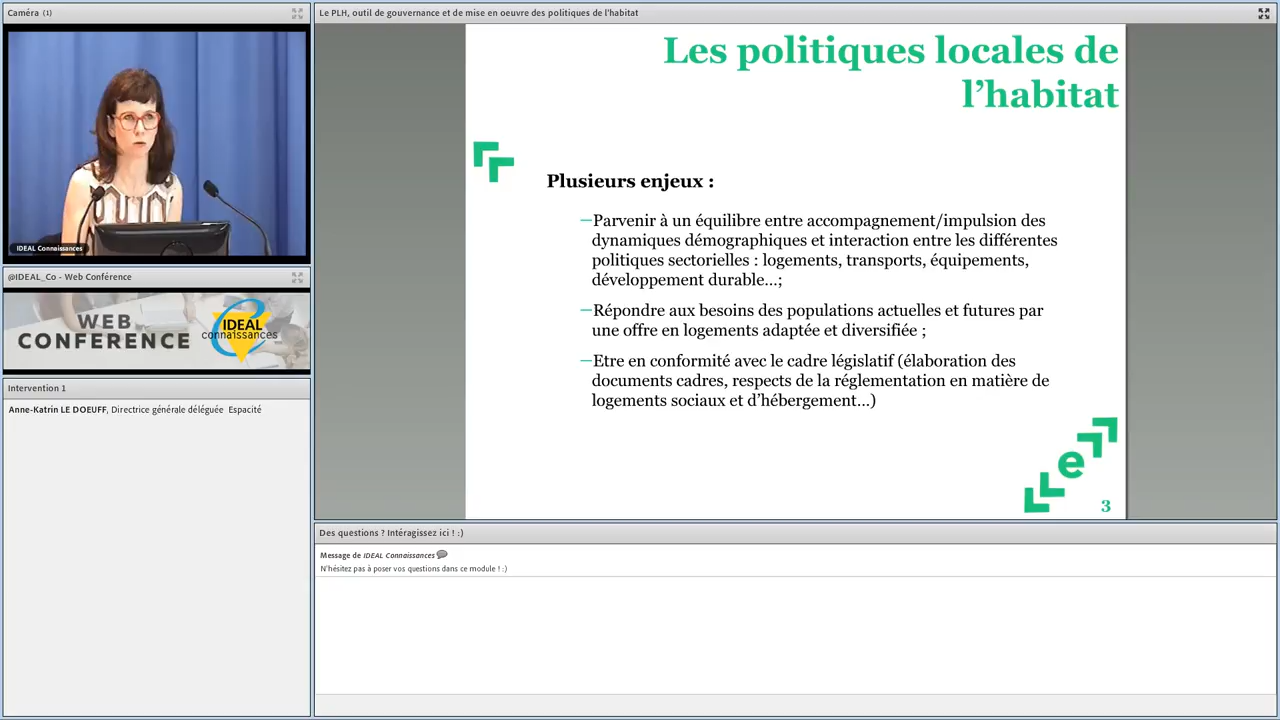 Caméra (1)
IDEAL Connaissances
@IDEAL_Co - Web Conférence
WEB
CONFERENCE
IDEAL
connaissances
Intervention 1
Anne-Katrin LE DOEUFF, Directrice générale déléguée Espacité
Le PLH, outil de gouvernance et de mise en oeuvre des politiques de l'habitat
Les politiques locales de
l’habitat
Plusieurs enjeux :
–Parvenir à un équilibre entre accompagnement/impulsion des
dynamiques démographiques et interaction entre les différentes
politiques sectorielles : logements, transports, équipements,
développement durable…;
–Répondre aux besoins des populations actuelles et futures par
une offre en logements adaptée et diversifiée ;
–Etre en conformité avec le cadre législatif (élaboration des
documents cadres, respects de la réglementation en matière de
logements sociaux et d’hébergement…)
e
3
Des questions ? Intéragissez ici ! :)
Message de IDEAL Connaissances
N'hésitez pas à poser vos questions dans ce module ! :)